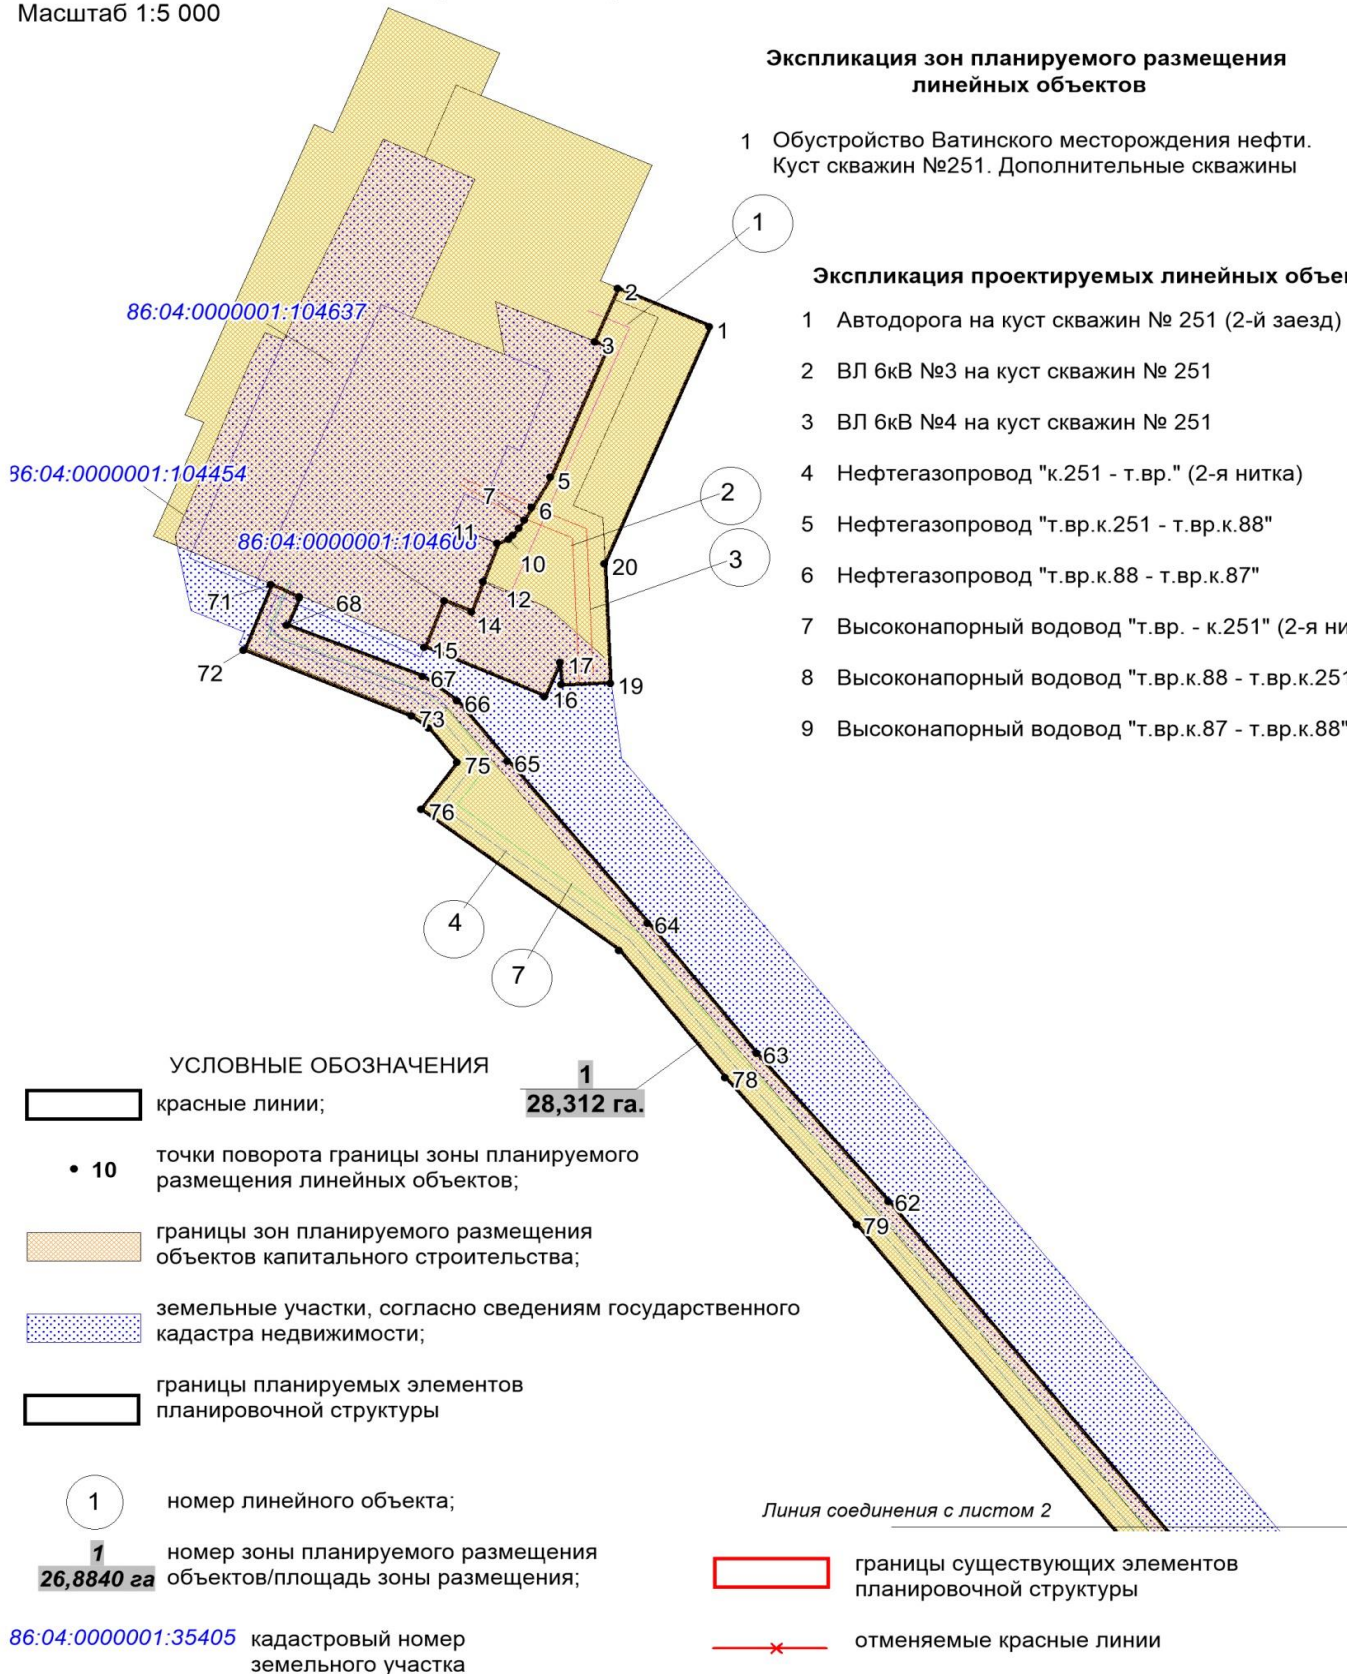 Масштаб 1:5 000
Экспликация зон планируемого размещения
линейных объектов
1 Обустройство Ватинского месторождения нефти.
Куст скважин №251. Дополнительные скважины
1
Экспликация проектируемых линейных объе
1 Автодорога на куст скважин № 251 (2-й заезд)
2 ВЛ 6кВ №3 на куст скважин № 251
3 ВЛ 6кВ №4 на куст скважин № 251
4 Нефтегазопровод "к.251 - т.вр." (2-я нитка)
5 Нефтегазопровод "т.вр.к.251 - т.вр.к.88"
6 Нефтегазопровод "т.вр.к.88 - т.вр.к.87"
7 Высоконапорный водовод "т.вр. - к.251" (2-я ни
8 Высоконапорный водовод "т.вр.к.88 - т.вр.к.251
9 Высоконапорный водовод "т.вр.к.87 - т.вр.к.88"
2
1
86:04:0000001:104637
3
86:04:0000001:104454
5
7
2
6
11
86:04:0000001:104608
3
10
20
12
71
68
14
15
17
72
67
19
16
66
73
75
65
76
4
64
7
63
78
62
79
1
28,312 га.
УСЛОВНЫЕ ОБОЗНАЧЕНИЯ
красные линии;
10
точки поворота границы зоны планируемого
размещения линейных объектов;
границы зон планируемого размещения
объектов капитального строительства;
земельные участки, согласно сведениям государственного
кадастра недвижимости;
границы планируемых элементов
планировочной структуры
1 номер линейного объекта;
1
26,8840 га
номер зоны планируемого размещения
объектов/площадь зоны размещения;
86:04:0000001:35405 кадастровый номер
земельного участка
Линия соединения с листом 2
границы существующих элементов
планировочной структуры
отменяемые красные линии